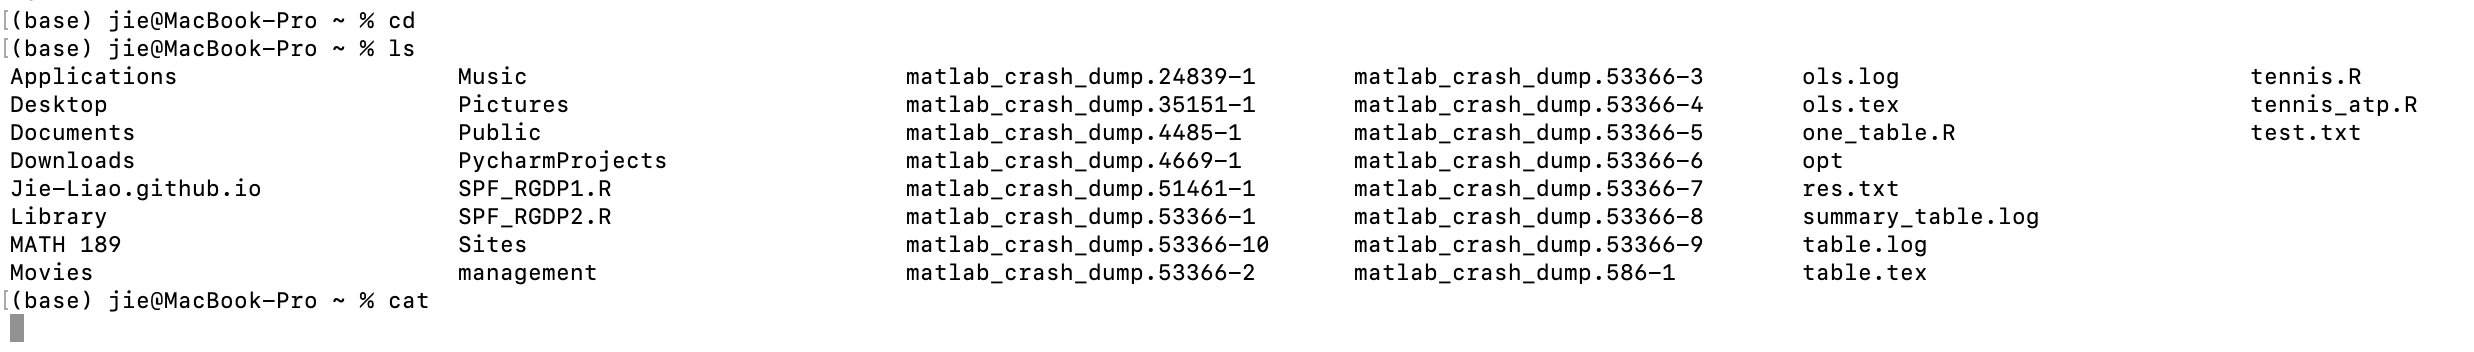 [(base) jie@MacBook-Pro ~ % cd
[(base) jie@MacBook-Pro ~ % ls
Applications Music matlab_crash_dump.24839-1 matlab_crash_dump.53366-3 ols.log tennis.R
Desktop Pictures matlab_crash_dump.35151-1 matlab_crash_dump.53366-4 ols.tex tennis_atp.R
Documents Public matlab_crash_dump.4485-1 matlab_crash_dump.53366-5 one_table.R test.txt
Downloads PycharmProjects matlab_crash_dump.4669-1 matlab_crash_dump.53366-6 opt
Jie-Liao.github.io SPF_RGDP1.R matlab_crash_dump.51461-1 matlab_crash_dump.53366-7 res.txt
Library SPF_RGDP2.R matlab_crash_dump.53366-1 matlab_crash_dump.53366-8 summary_table.log
MATH 189 Sites matlab_crash_dump.53366-10 matlab_crash_dump.53366-9 table.log
Movies management matlab_crash_dump.53366-2 matlab_crash_dump.586-1 table.tex
[(base) jie@MacBook-Pro ~ % cat